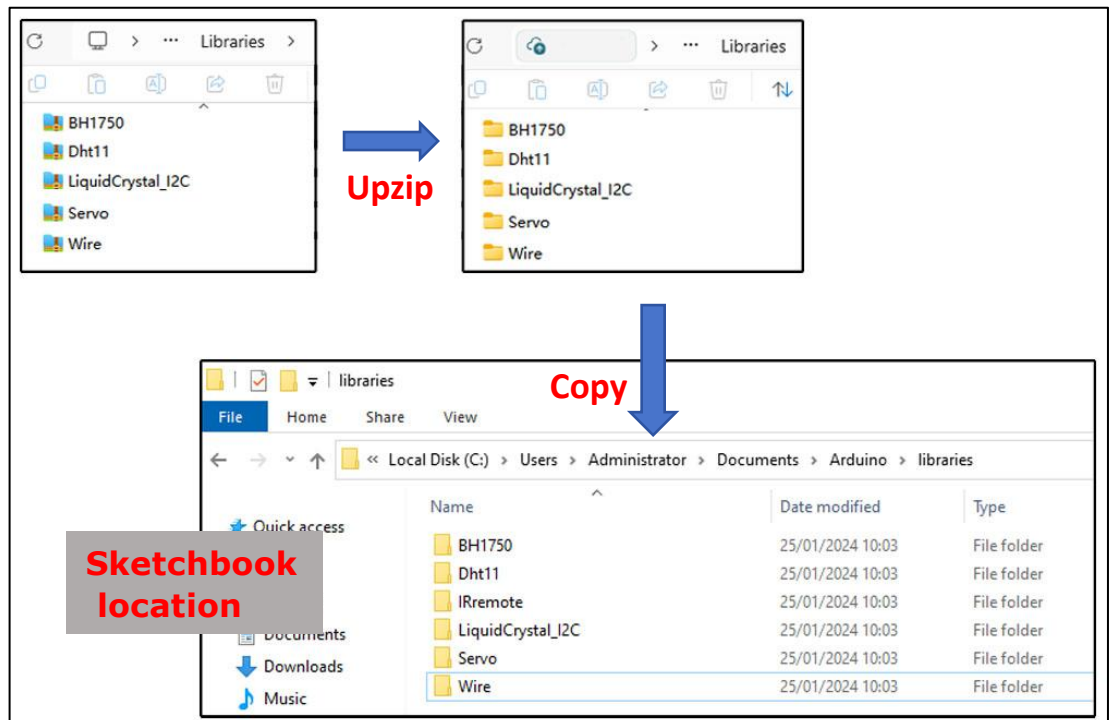 Libraries
BH1750
Dht11
LiquidCrystal_I2C
Servo
Wire
Upzip
Libraries
BH1750
Dht11
LiquidCrystal_I2C
Servo
Wire
Copy
libraries
File Home Share View
« Local Disk (C:) > Users > Administrator > Documents > Arduino > libraries
Name Date modified Type
Quick access
Sketchbook
location
Documents
Downloads
Music
BH1750 25/01/2024 10:03 File folder
Dht11 25/01/2024 10:03 File folder
IRremote 25/01/2024 10:03 File folder
LiquidCrystal_I2C 25/01/2024 10:03 File folder
Servo 25/01/2024 10:03 File folder
Wire 25/01/2024 10:03 File folder